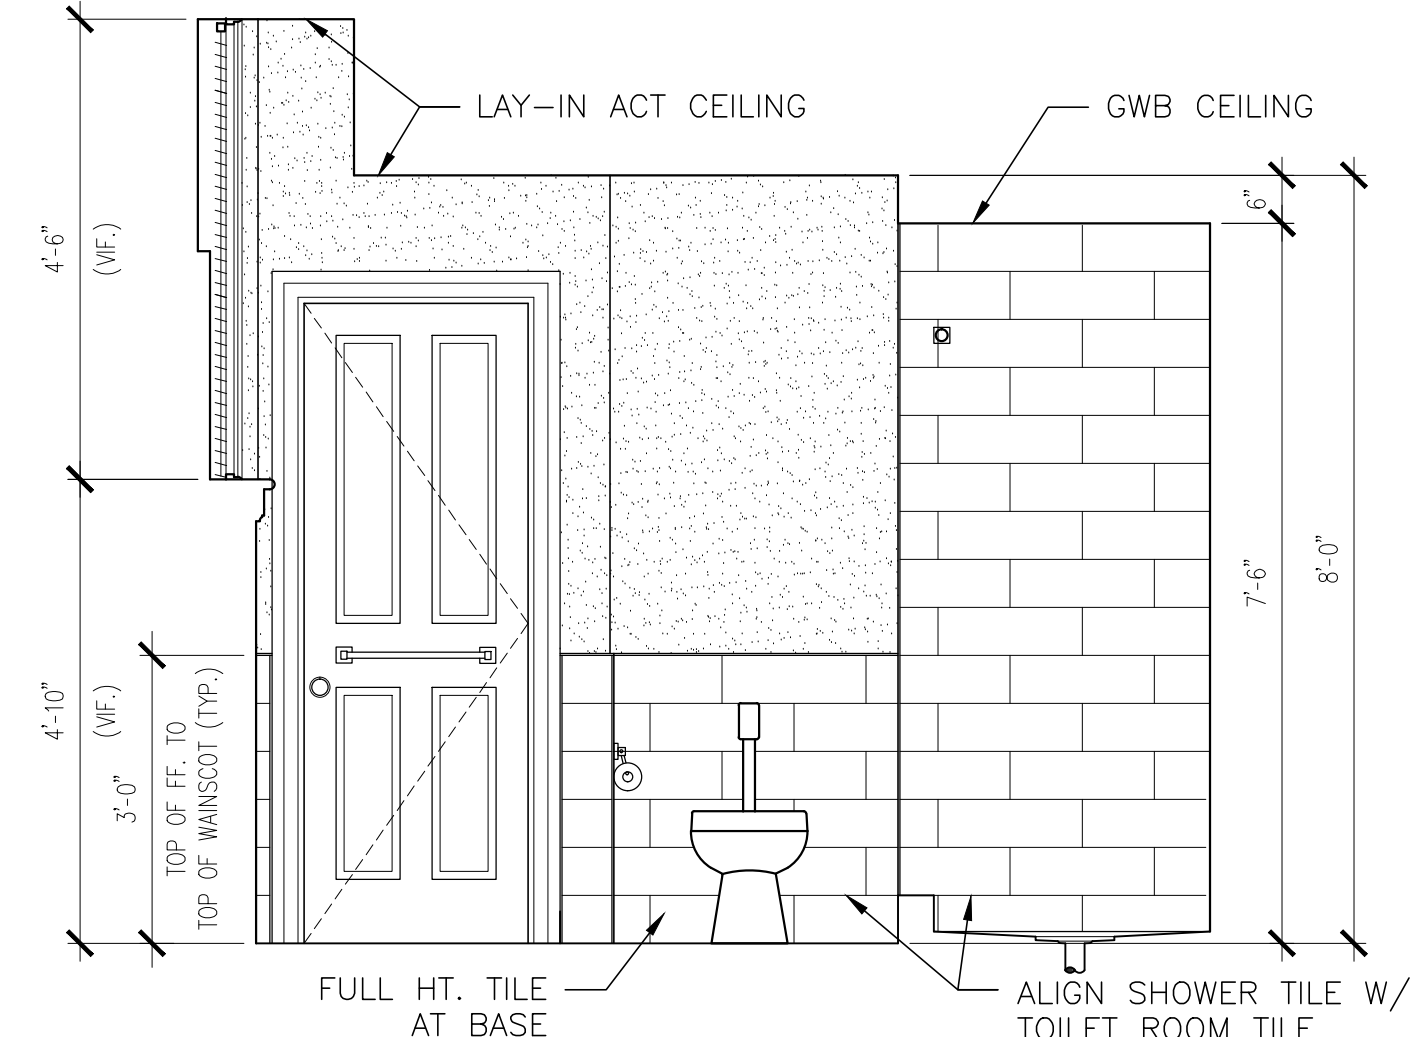 LAY-IN ACT CEILING
GWB CEILING
4'-6"
(VIF.)
6"
7'-6"
8'-0"
4'-10"
(VIF.)
3'-0"
TOP OF FF. TO
TOP OF WAINSCOT (TYP.)
FULL HT. TILE
AT BASE
ALIGN SHOWER TILE W/
TOILET ROOM TILE